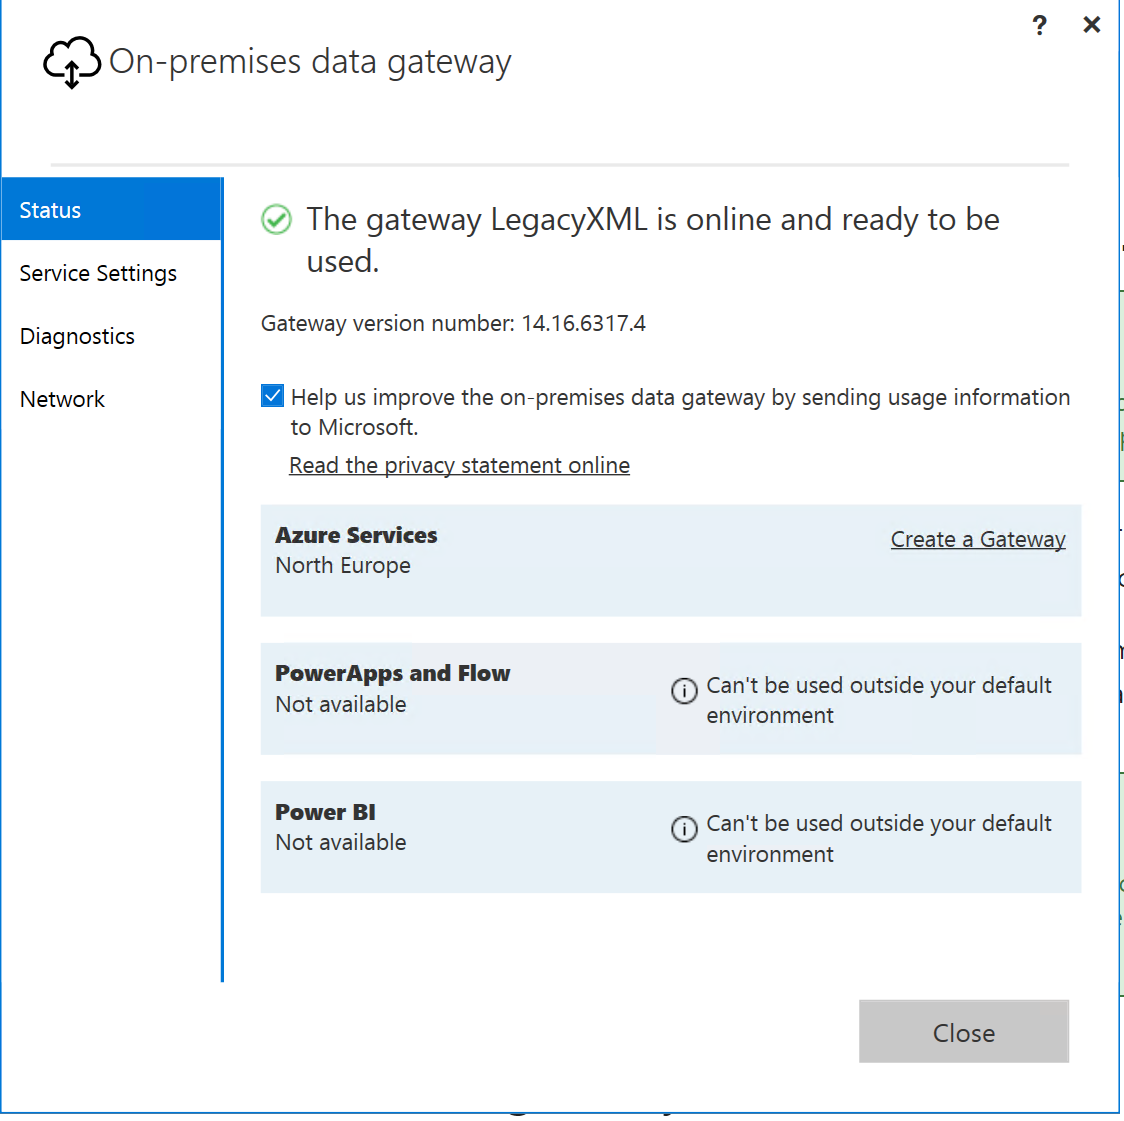 ?
On-premises data gateway
Status
Service Settings
Diagnostics
Network
The gateway LegacyXML is online and ready to be
used.
Gateway version number: 14.16.6317.4
Help us improve the on-premises data gateway by sending usage information
to Microsoft.
Read the privacy statement online
Azure Services
Create a Gateway
North Europe
PowerApps and Flow
Not available
Can't be used outside your default
environment
Power BI
Not available
Can't be used outside your default
environment
Close